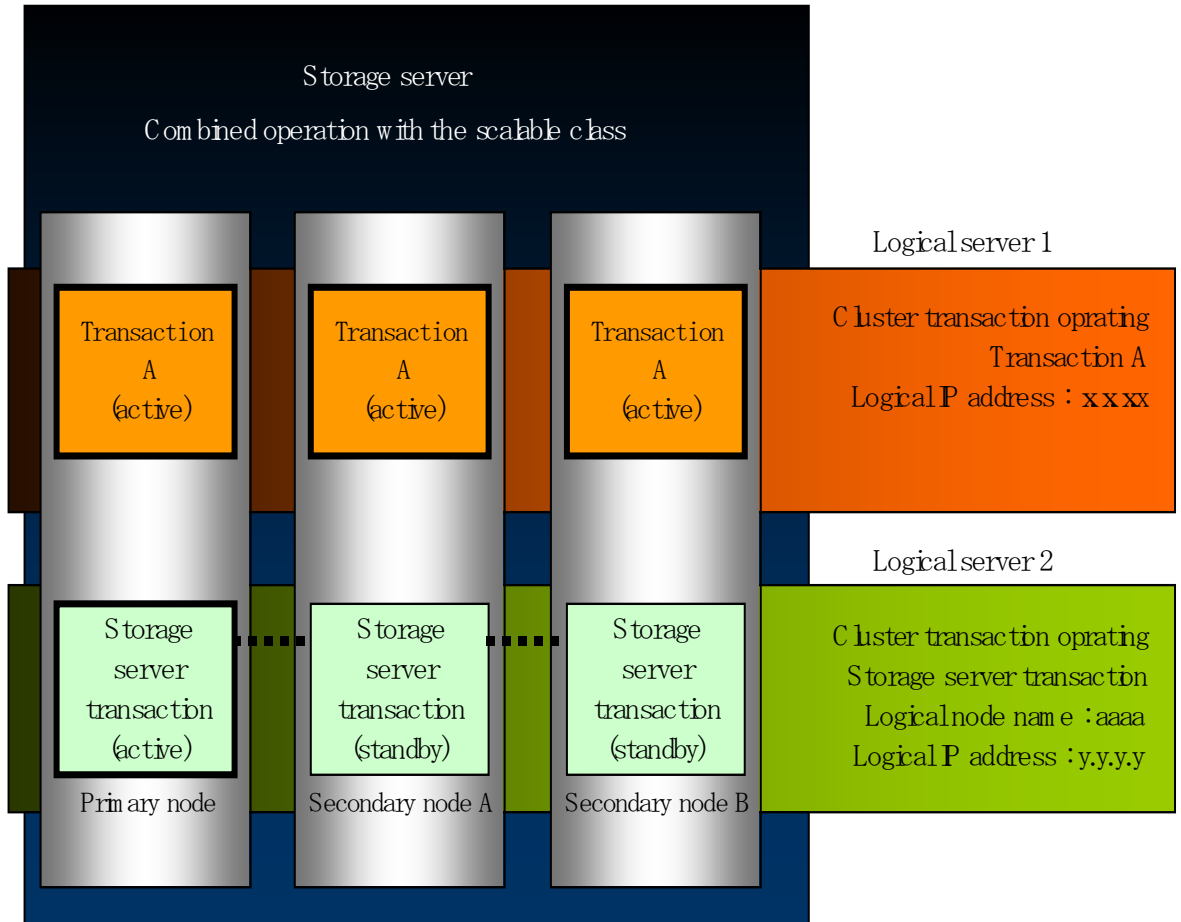 Storage server
Combined operation with the scalable class
Logical server 1
Transaction
A
(active)
Transaction
A
(active)
Transaction
A
(active)
Cluster transaction oprating
Transaction A
Logical IP address : x.x.x.x
Logical server 2
Storage
server
transaction
(active)
Storage
server
transaction
(standby)
Storage
server
transaction
(standby)
Cluster transaction oprating
Storage server transaction
Logical node name : aaaa
Logical IP address : y.y.y.y
Primary node
Secondary node A
Secondary node B